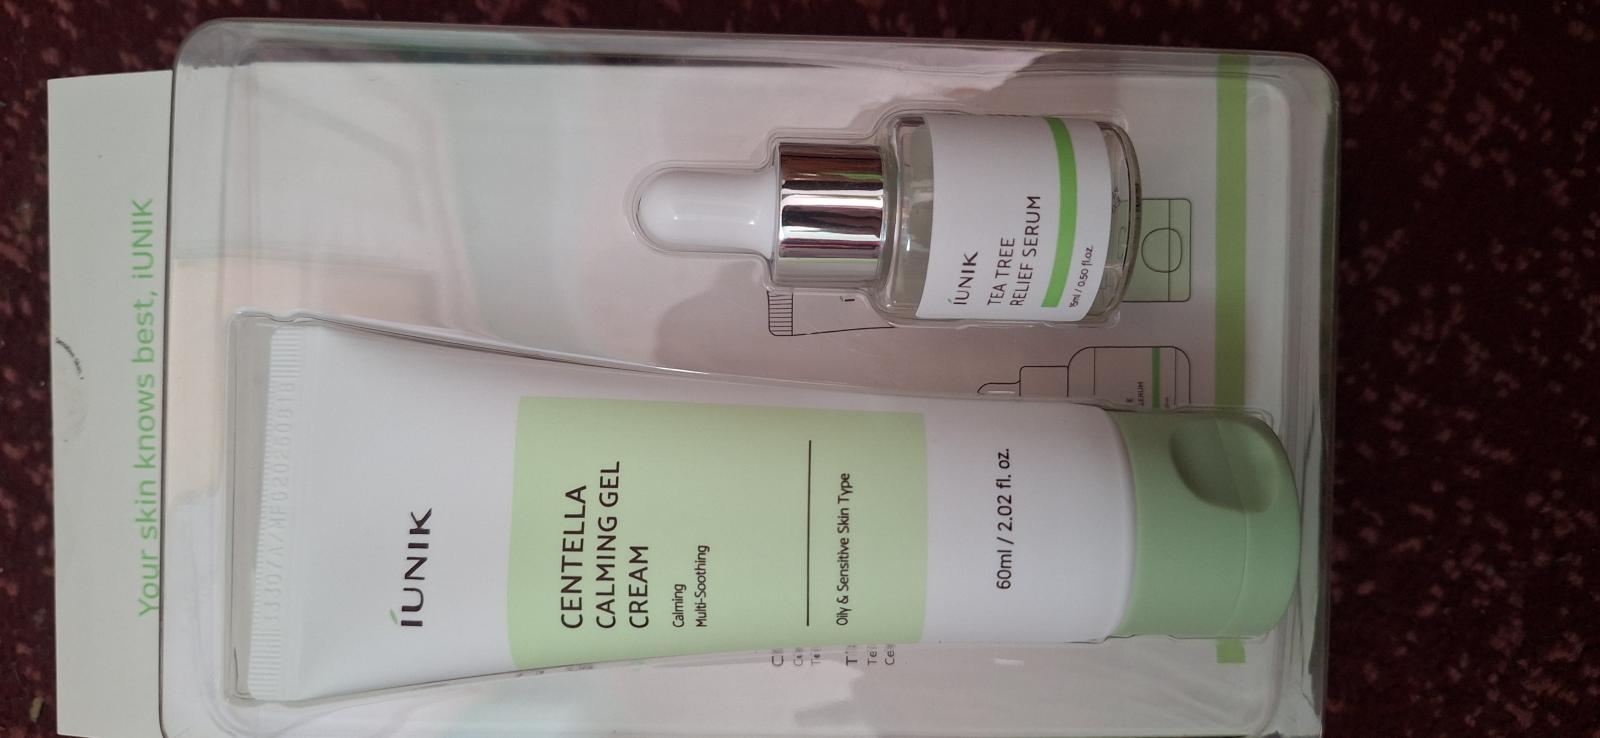 Your skin knows best, iUNIK
iUNIK
CENTELLA
CALMING GEL
CREAM
Calming
Multi-Soothing
Oily & Sensitive Skin Type
60ml / 2.02 fl. oz.
iUNIK
TEA TREE
RELIEF SERUM
15ml / 0.50 fl.oz.